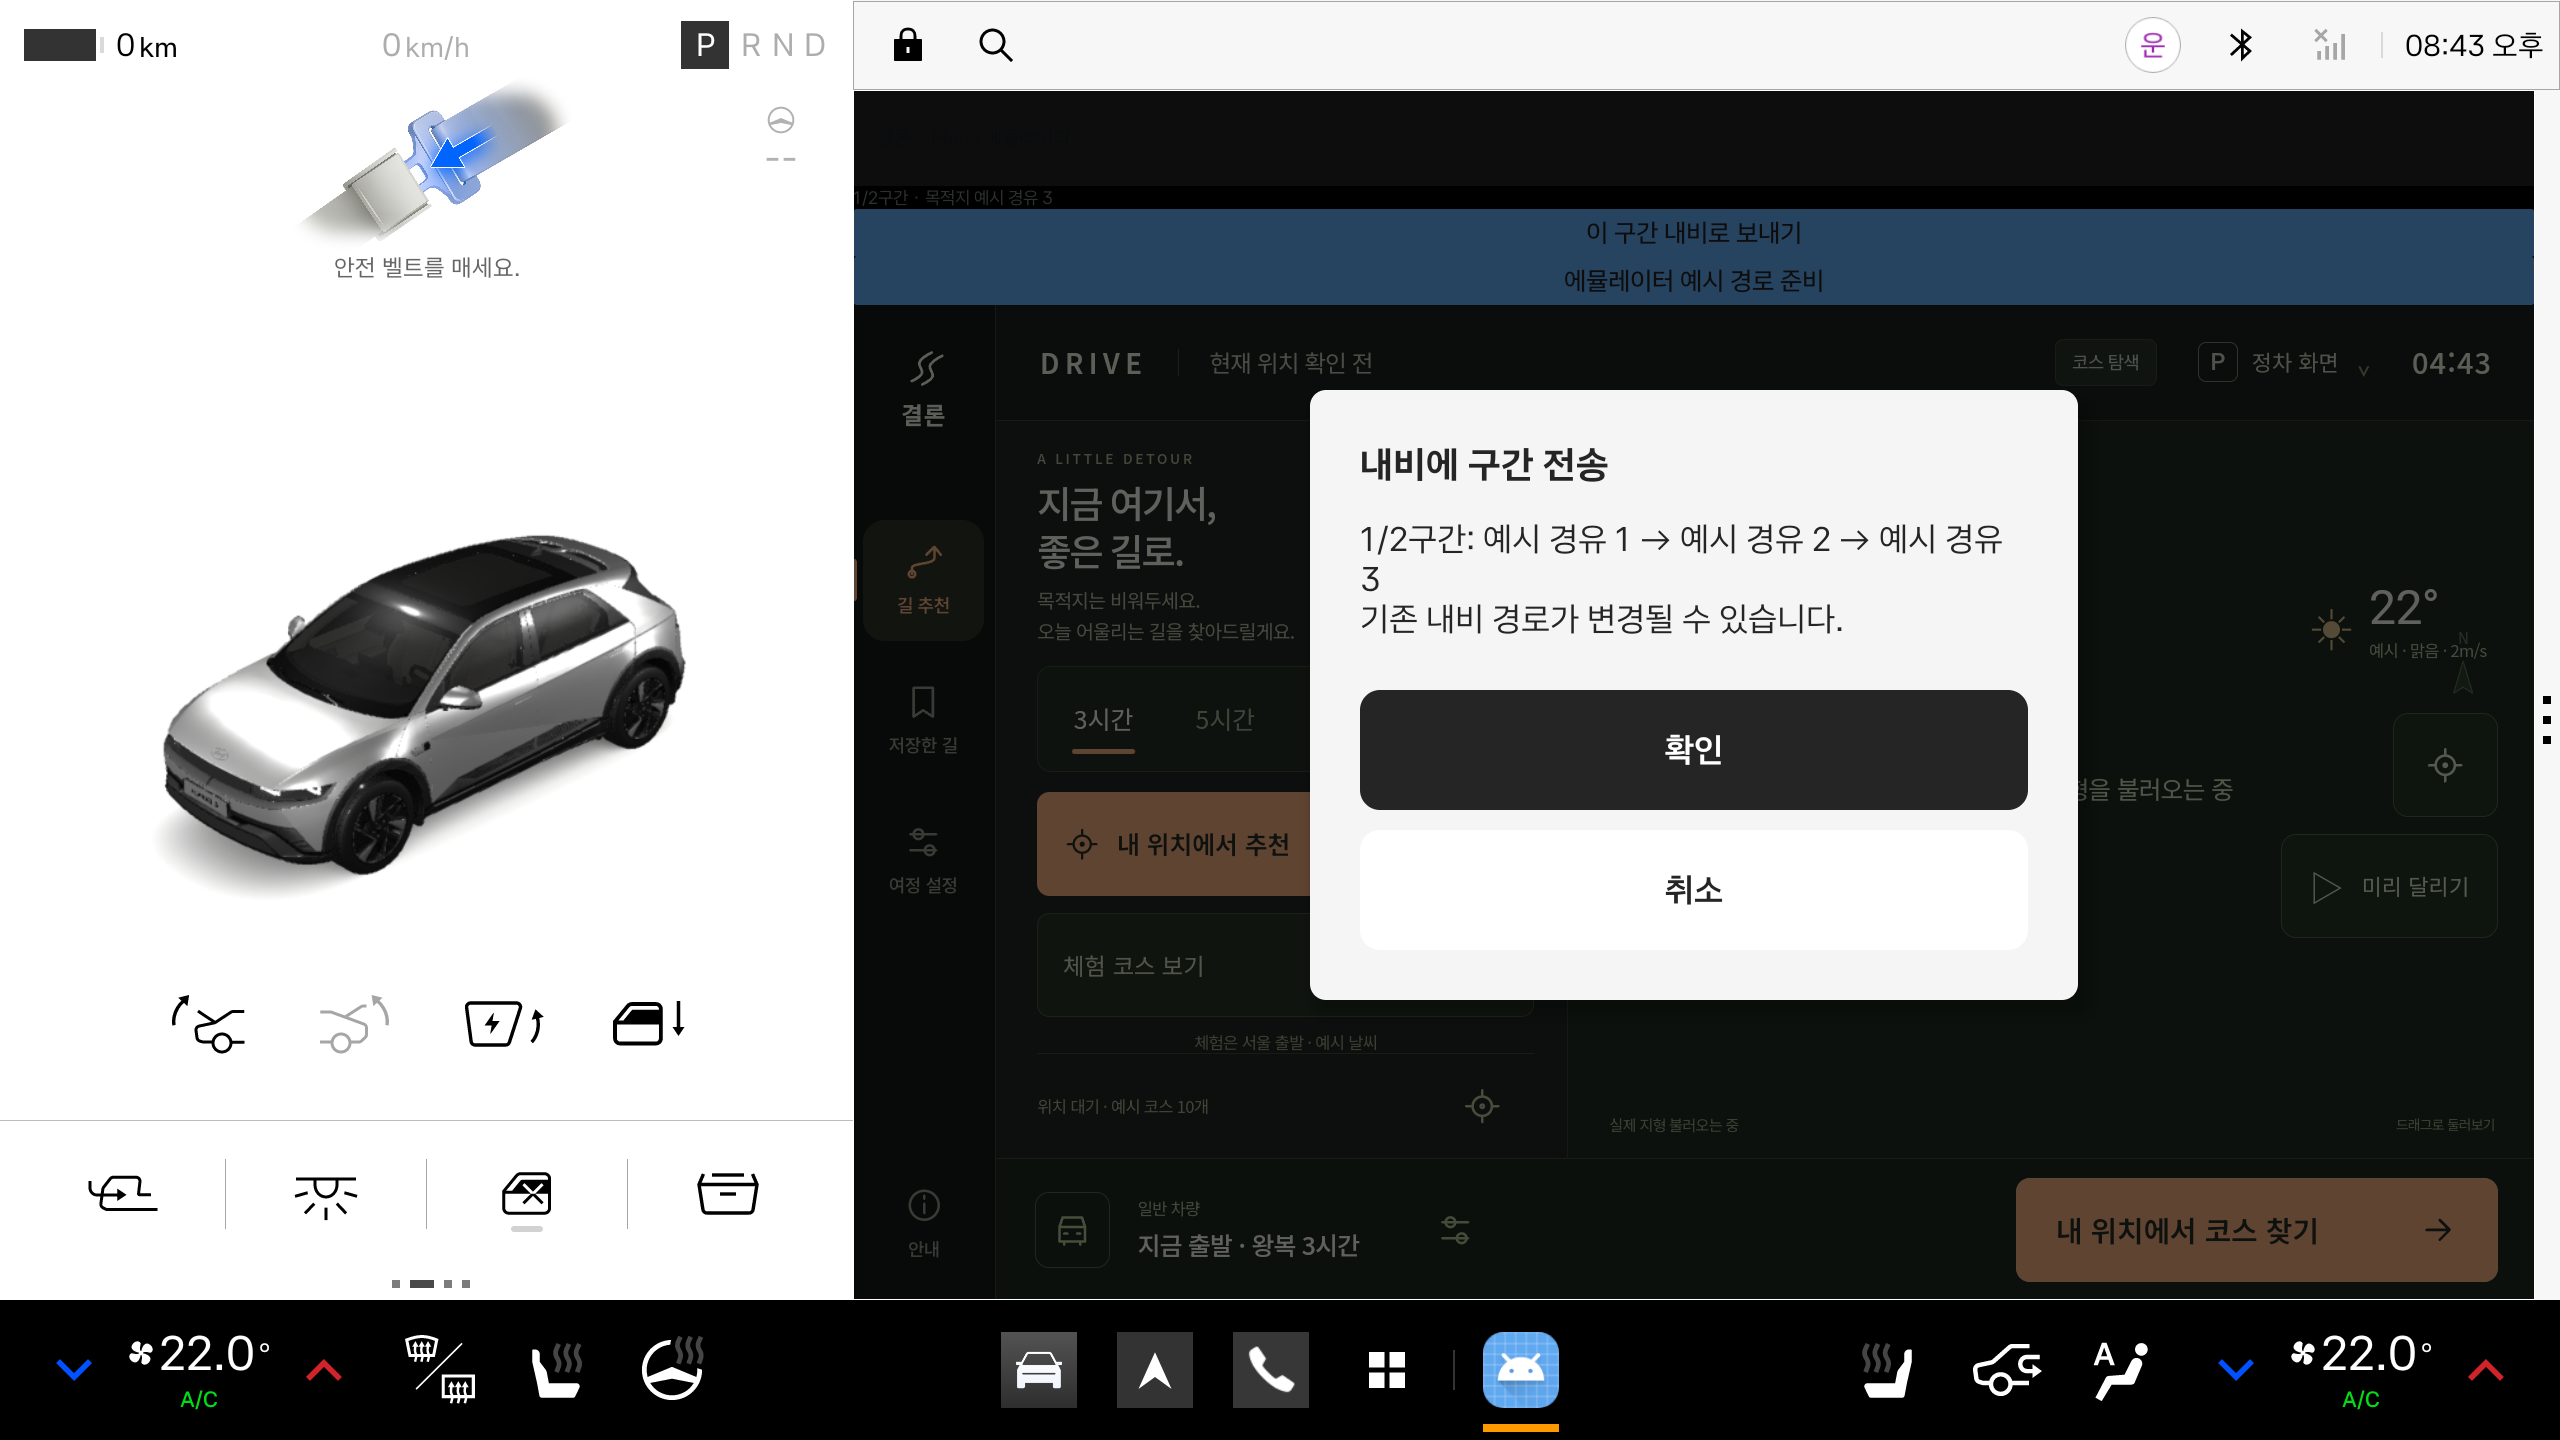 0 km
0 km/h
P R N D
안전 벨트를 매세요.
운
08:43 오후
1/2구간 · 목적지 예시 경유 3
이 구간 내비로 보내기
에뮬레이터 예시 경로 준비
결론
길 추천
저장한 길
여정 설정
안내
DRIVE
현재 위치 확인 전
코스 탐색
P 정차 화면
04:43
A LITTLE DETOUR
지금 여기서,
좋은 길로.
목적지는 비워두세요.
오늘 어울리는 길을 찾아드릴게요.
3시간
5시간
내 위치에서 추천
체험 코스 보기
체험은 서울 출발 · 예시 날씨
위치 대기 · 예시 코스 10개
내비에 구간 전송
1/2구간: 예시 경유 1 → 예시 경유 2 → 예시 경유
3
기존 내비 경로가 변경될 수 있습니다.
확인
취소
22°
예시 · 맑음 · 2m/s
N
불러오는 중
미리 달리기
실제 지형 불러오는 중
드래그로 둘러보기
일반 차량
지금 출발 · 왕복 3시간
내 위치에서 코스 찾기
22.0°
A/C
A
22.0°
A/C